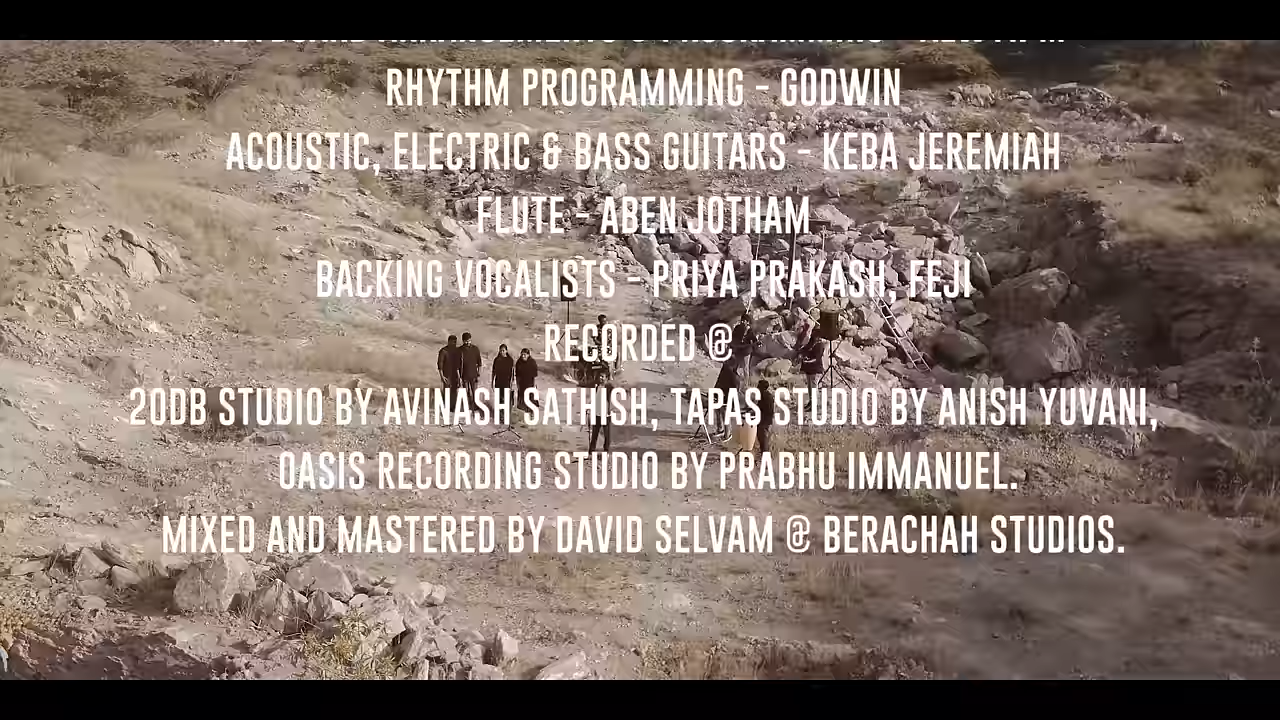 RHYTHM PROGRAMMING - GODWIN
ACOUSTIC, ELECTRIC & BASS GUITARS - KEBA JEREMIAH
FLUTE - ABEN JOTHAM
BACKING VOCALISTS - PRIYA PRAKASH, FEJI
RECORDED @
20DB STUDIO BY AVINASH SATHISH, TAPAS STUDIO BY ANISH YUVANI,
OASIS RECORDING STUDIO BY PRABHU IMMANUEL.
MIXED AND MASTERED BY DAVID SELVAM @ BERACHAH STUDIOS.